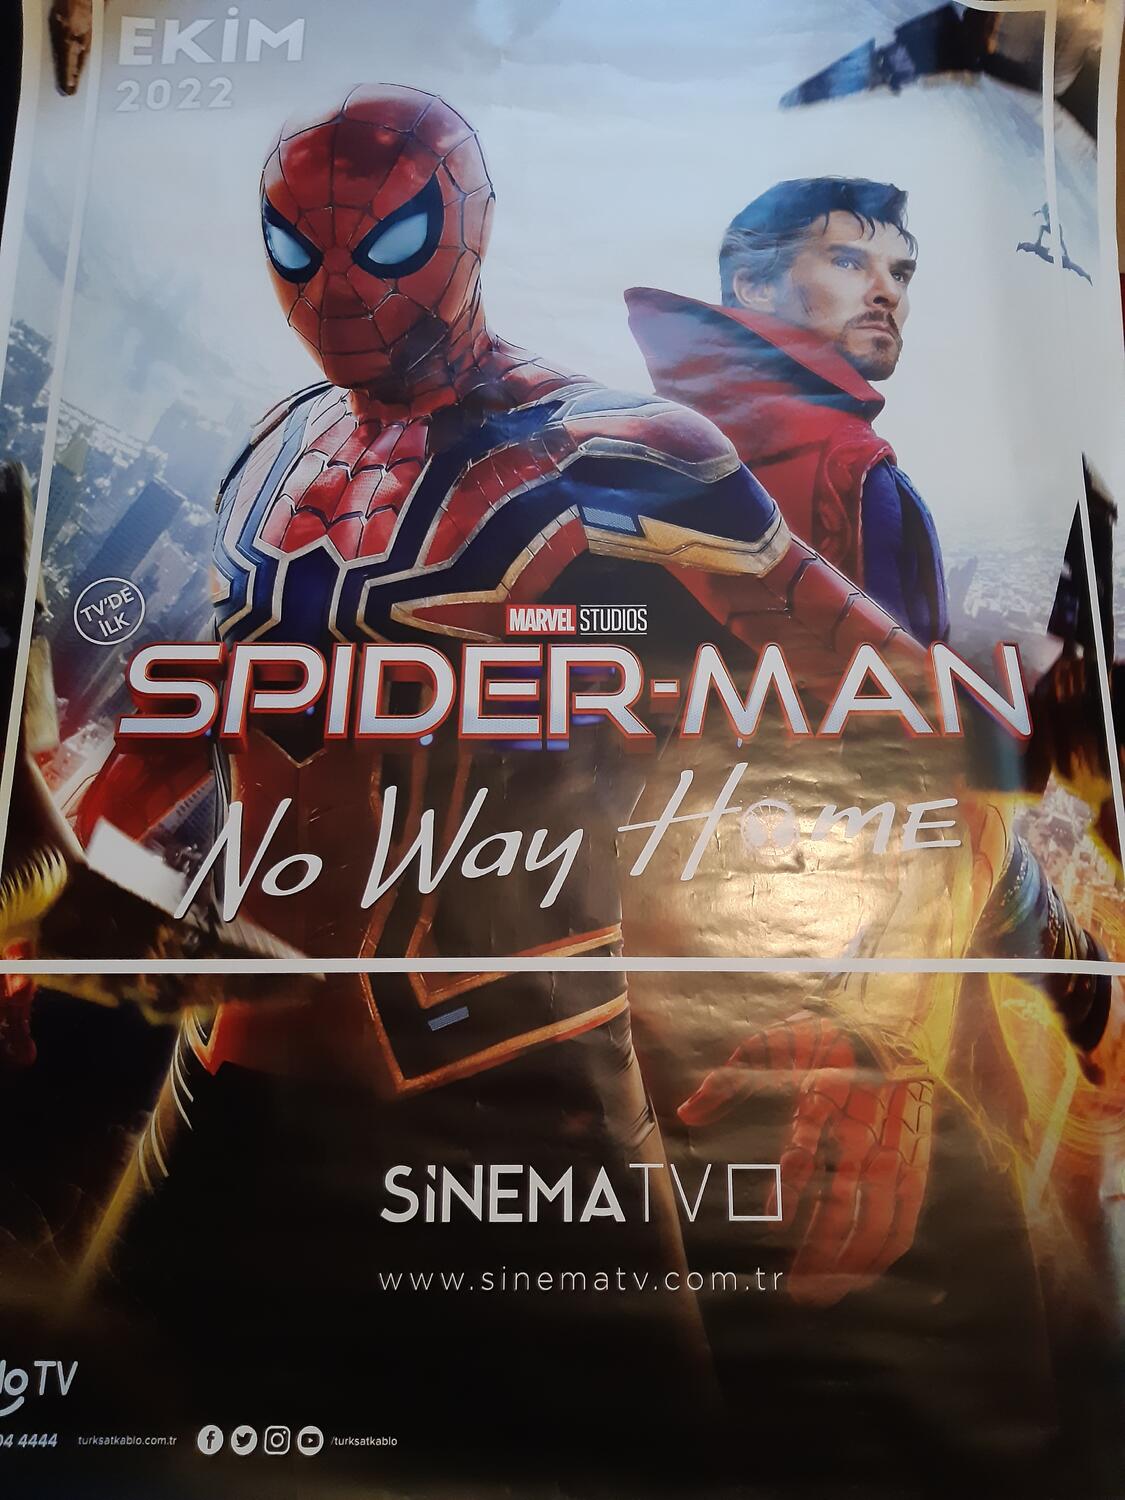 EKİM
2022
TV'DE
İLK
MARVEL STUDIOS
SPIDER-MAN
No Way Home
SİNEMATV
www.sinematv.com.tr
TV
4444 turksatkablo.com.tr /turksatkablo